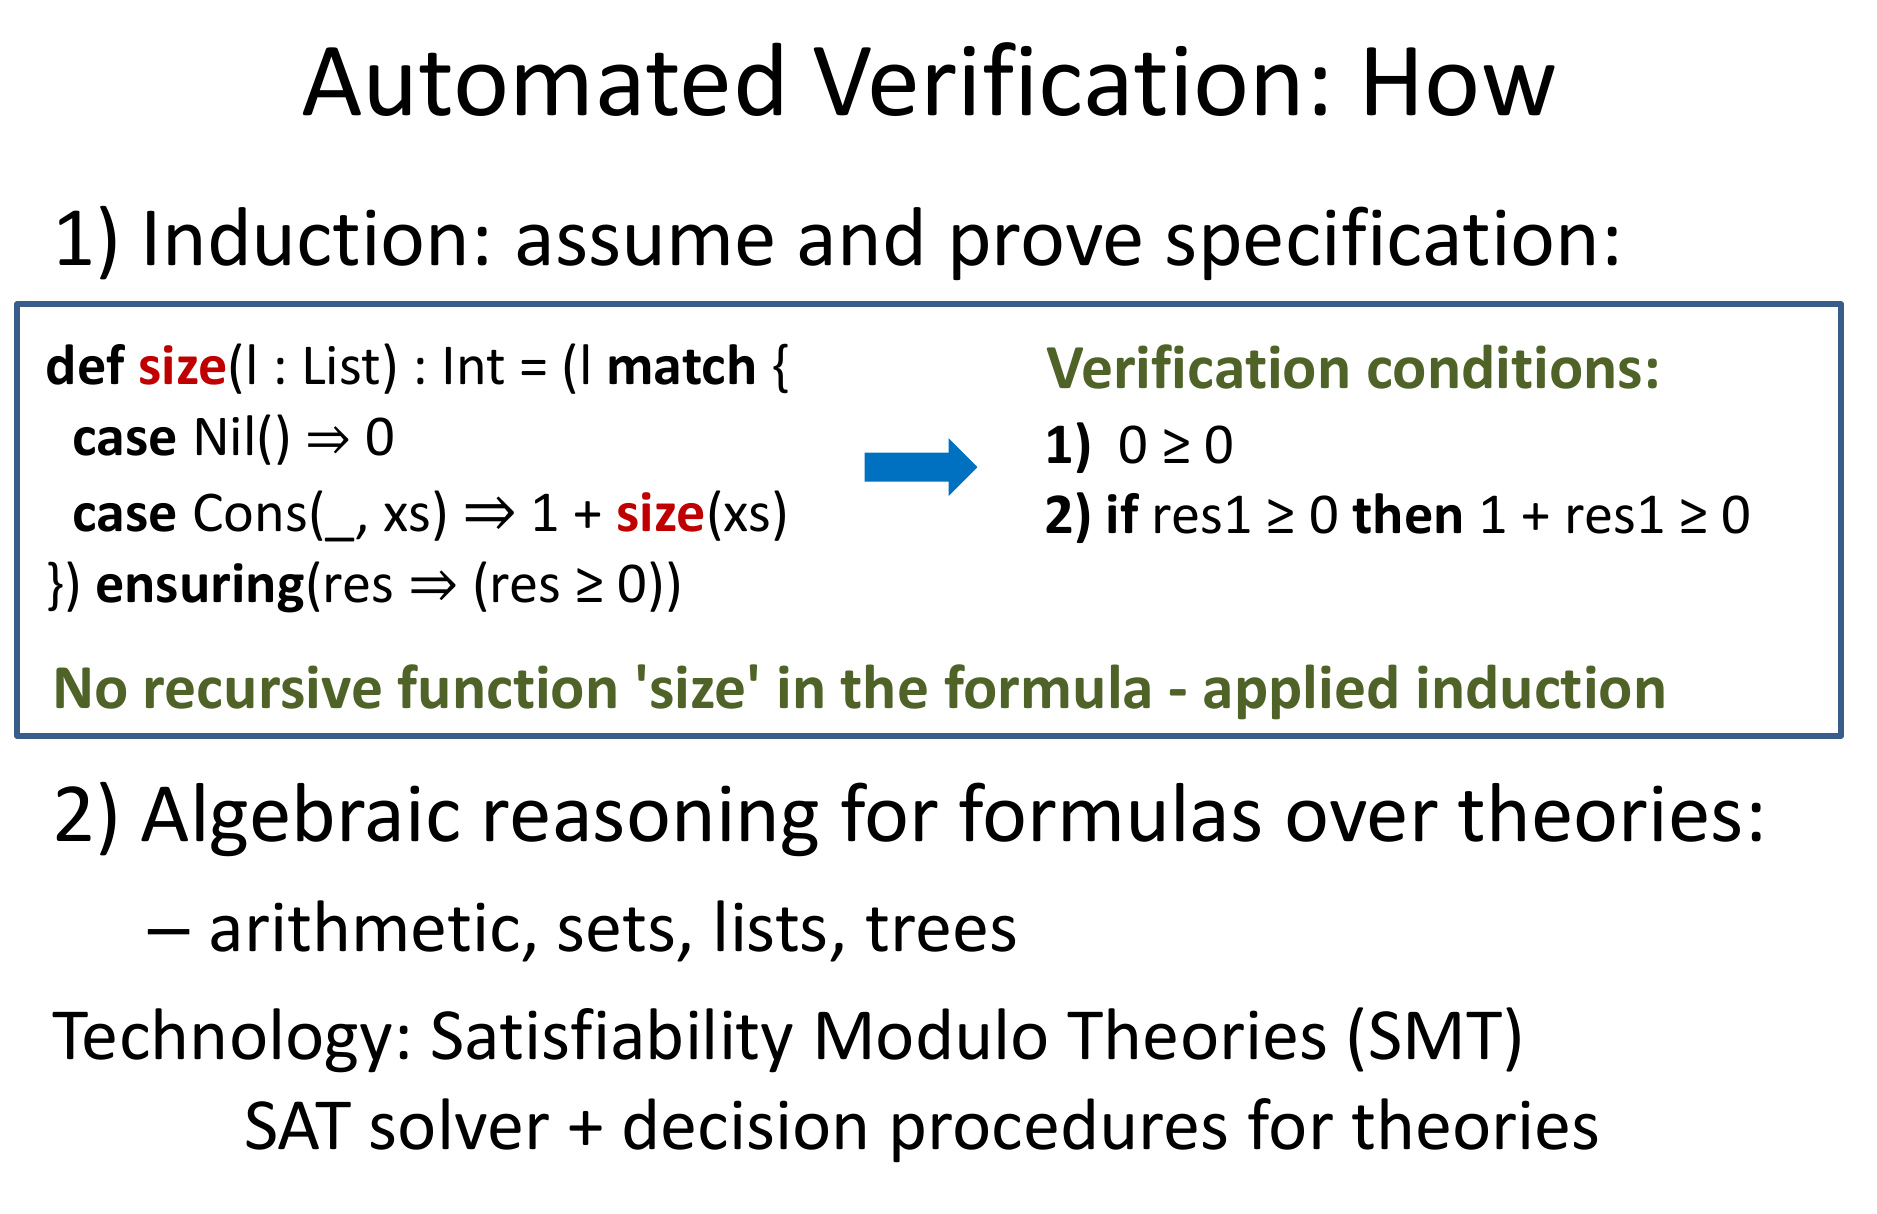 Automated Verification: How
1) Induction: assume and prove specification:
def size(l : List) : Int = (l match {
case Nil() ⇒ 0
case Cons(_, xs) ⇒ 1 + size(xs)
}) ensuring(res ⇒ (res ≥ 0))
Verification conditions:
1) 0 ≥ 0
2) if res1 ≥ 0 then 1 + res1 ≥ 0
No recursive function 'size' in the formula - applied induction
2) Algebraic reasoning for formulas over theories:
– arithmetic, sets, lists, trees
Technology: Satisfiability Modulo Theories (SMT)
SAT solver + decision procedures for theories